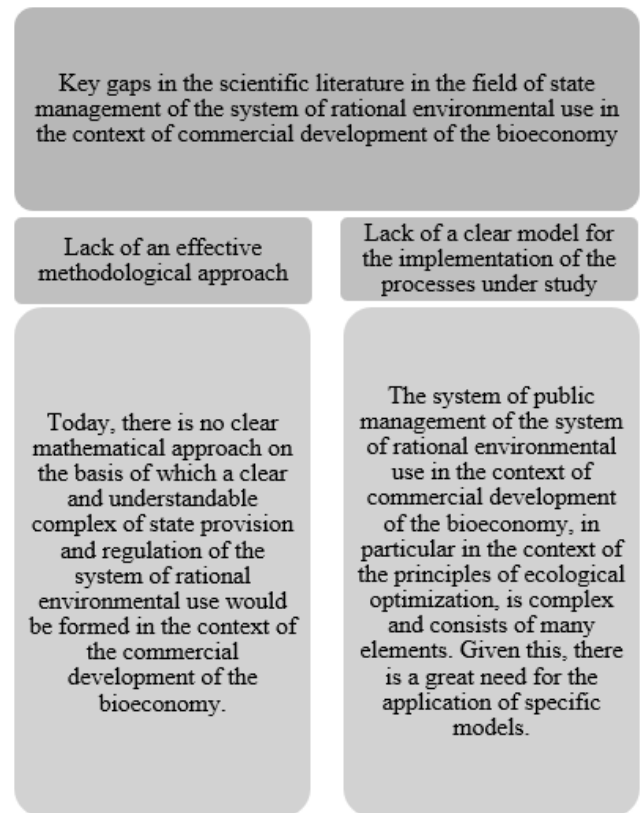 Key gaps in the scientific literature in the field of state
management of the system of rational environmental use in
the context of commercial development of the bioeconomy
Lack of an effective
methodological approach
Lack of a clear model for
the implementation of the
processes under study
Today, there is no clear
mathematical approach on
the basis of which a clear
and understandable
complex of state provision
and regulation of the
system of rational
environmental use would
be formed in the context of
the commercial
development of the
bioeconomy.
The system of public
management of the system
of rational environmental
use in the context of
commercial development
of the bioeconomy, in
particular in the context of
the principles of ecological
optimization, is complex
and consists of many
elements. Given this, there
is a great need for the
application of specific
models.